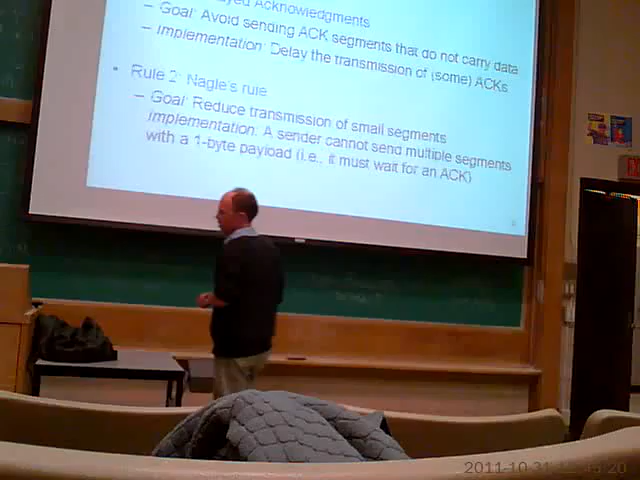 Acknowledgments
– Goal: Avoid sending ACK segments that do not carry data
– Implementation: Delay the transmission of (some) ACKs
• Rule 2: Nagle's rule
– Goal: Reduce transmission of small segments
Implementation: A sender cannot send multiple segments
with a 1-byte payload (i.e., it must wait for an ACK)
2011-10-31